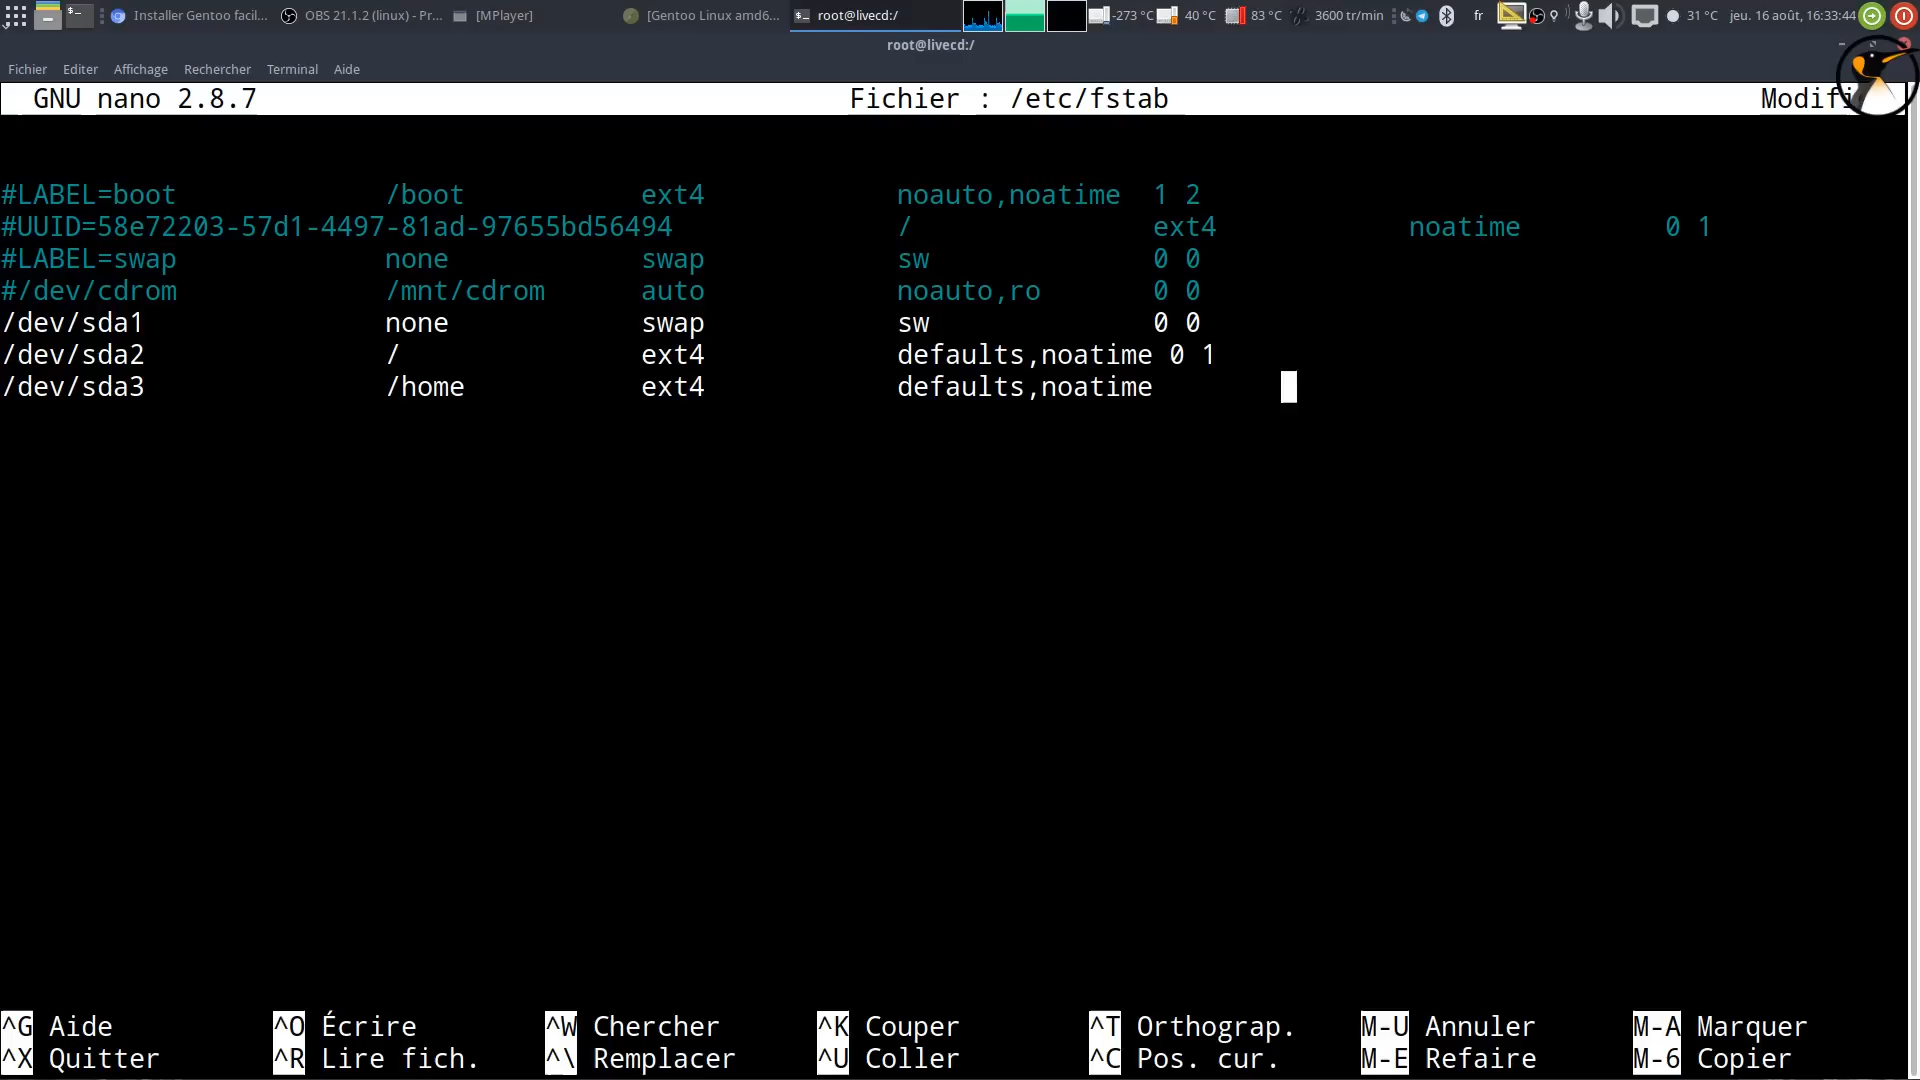 Installer Gentoo facil... OBS 21.1.2 (linux) - Pr... [MPlayer] [Gentoo Linux amd6... root@livecd:/ -273 °C 40 °C 83 °C 3600 tr/min fr 31 °C jeu. 16 août, 16:33:44
root@livecd:/
Fichier Editer Affichage Rechercher Terminal Aide
GNU nano 2.8.7 Fichier : /etc/fstab Modifi
#LABEL=boot /boot ext4 noauto,noatime 1 2
#UUID=58e72203-57d1-4497-81ad-97655bd56494 / ext4 noatime 0 1
#LABEL=swap none swap sw 0 0
#/dev/cdrom /mnt/cdrom auto noauto,ro 0 0
/dev/sda1 none swap sw 0 0
/dev/sda2 / ext4 defaults,noatime 0 1
/dev/sda3 /home ext4 defaults,noatime
^G Aide ^O Écrire ^W Chercher ^K Couper ^T Orthograp. M-U Annuler M-A Marquer
^X Quitter ^R Lire fich. ^\ Remplacer ^U Coller ^C Pos. cur. M-E Refaire M-6 Copier